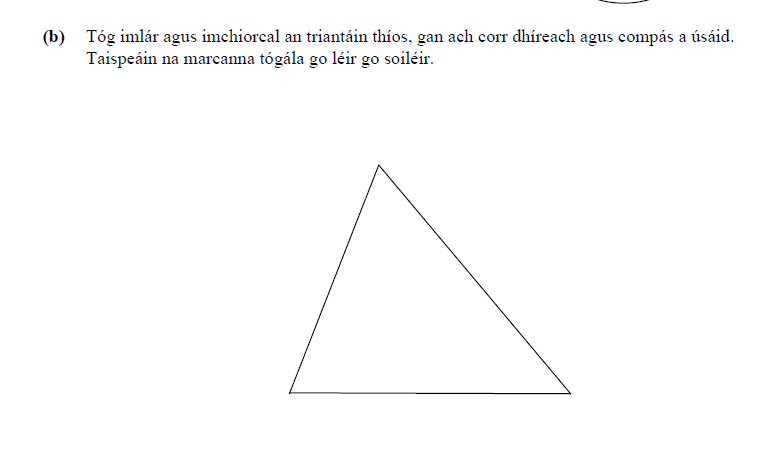 (b) Tóg imlár agus imchiorcal an triantáin thíos, gan ach corr dhíreach agus compás a úsáid.
Taispeáin na marcanna tógála go léir go soiléir.